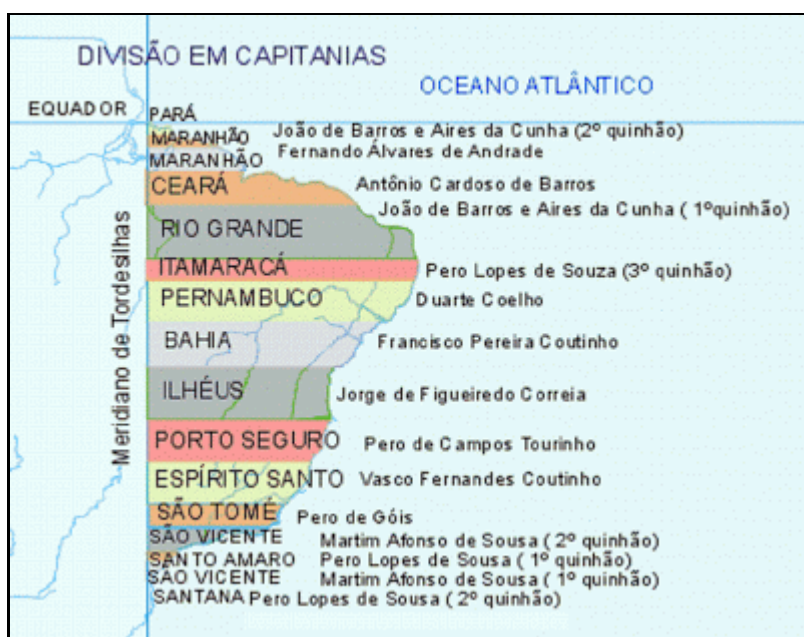 DIVISÃO EM CAPITANIAS
OCEANO ATLÂNTICO
EQUADOR
PARÁ
MARANHÃO João de Barros e Aires da Cunha (2º quinhão)
MARANHÃO Fernando Álvares de Andrade
CEARÁ Antônio Cardoso de Barros
João de Barros e Aires da Cunha ( 1ºquinhão)
RIO GRANDE
ITAMARACÁ Pero Lopes de Souza (3º quinhão)
PERNAMBUCO Duarte Coelho
BAHIA Francisco Pereira Coutinho
ILHÉUS Jorge de Figueiredo Correia
PORTO SEGURO Pero de Campos Tourinho
ESPÍRITO SANTO Vasco Fernandes Coutinho
SÃO TOMÉ Pero de Góis
SÃO VICENTE Martim Afonso de Sousa ( 2º quinhão)
SANTO AMARO Pero Lopes de Sousa ( 1º quinhão)
SÃO VICENTE Martim Afonso de Sousa ( 1º quinhão)
SANTANA Pero Lopes de Sousa ( 2º quinhão)
Meridiano de Tordesilhas